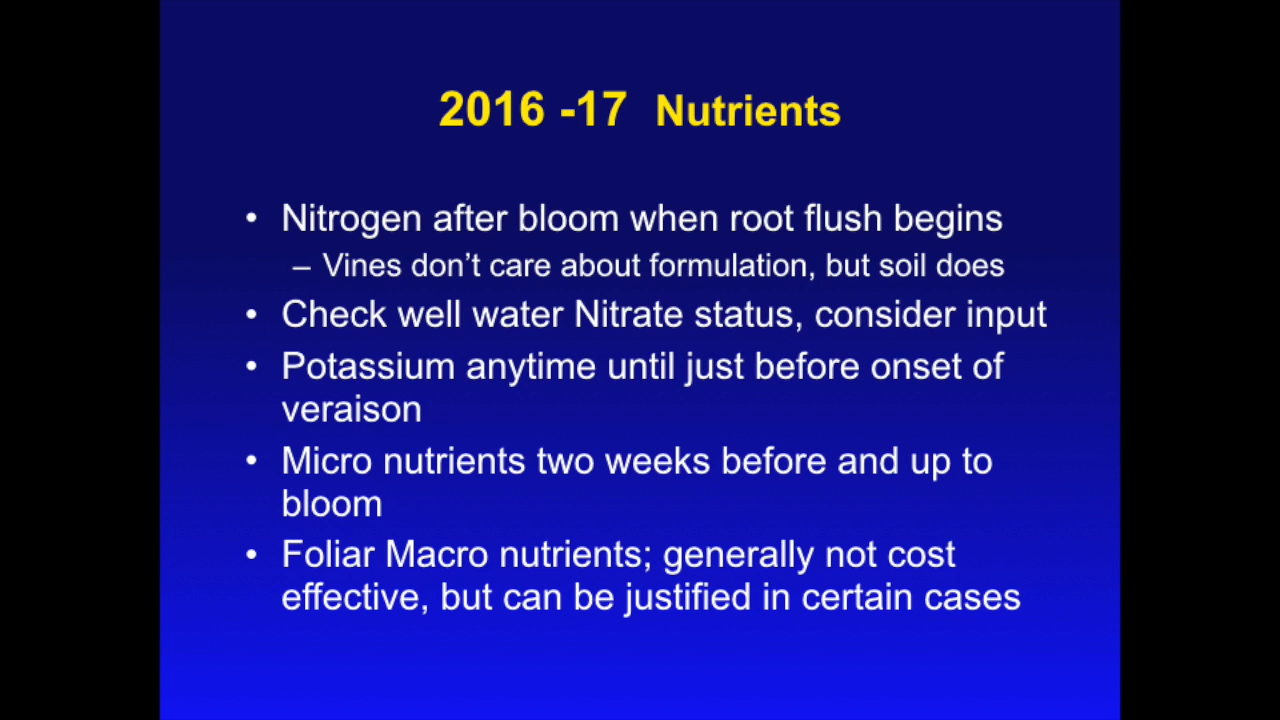 2016 -17 Nutrients
• Nitrogen after bloom when root flush begins
– Vines don’t care about formulation, but soil does
• Check well water Nitrate status, consider input
• Potassium anytime until just before onset of
veraison
• Micro nutrients two weeks before and up to
bloom
• Foliar Macro nutrients; generally not cost
effective, but can be justified in certain cases